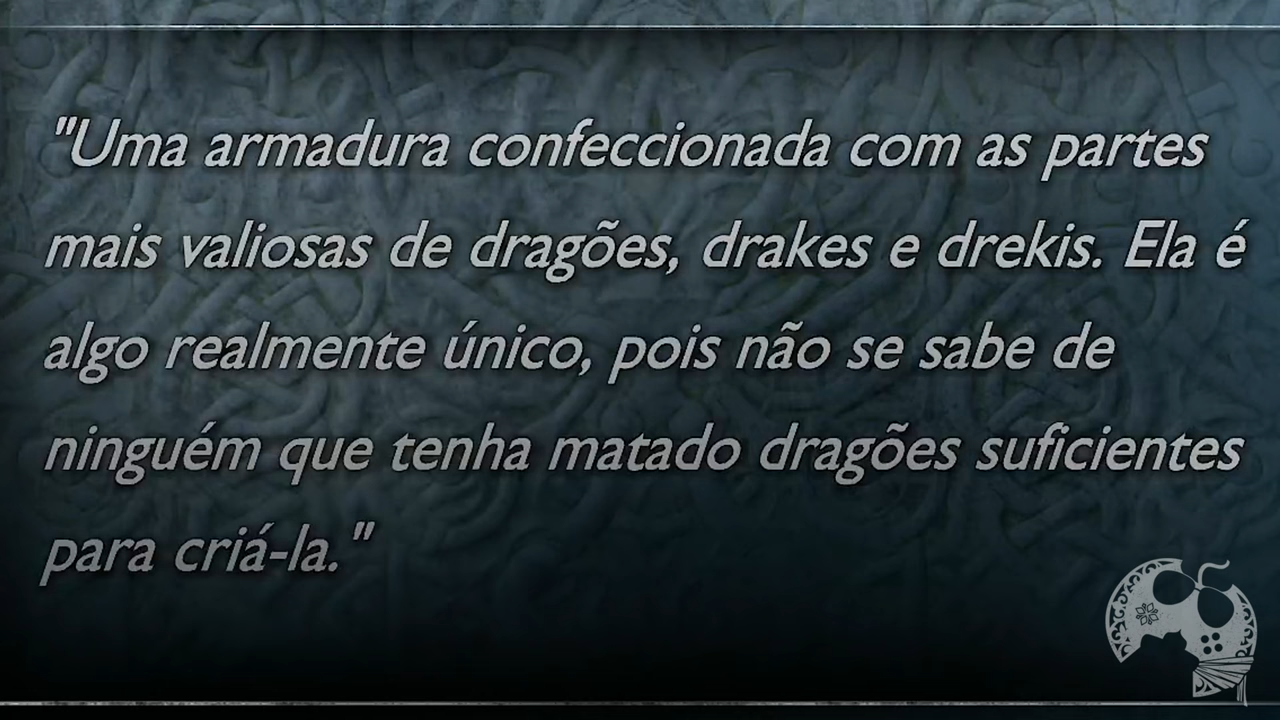 "Uma armadura confeccionada com as partes
mais valiosas de dragões, drakes e drekis. Ela é
algo realmente único, pois não se sabe de
ninguém que tenha matado dragões suficientes
para criá-la."